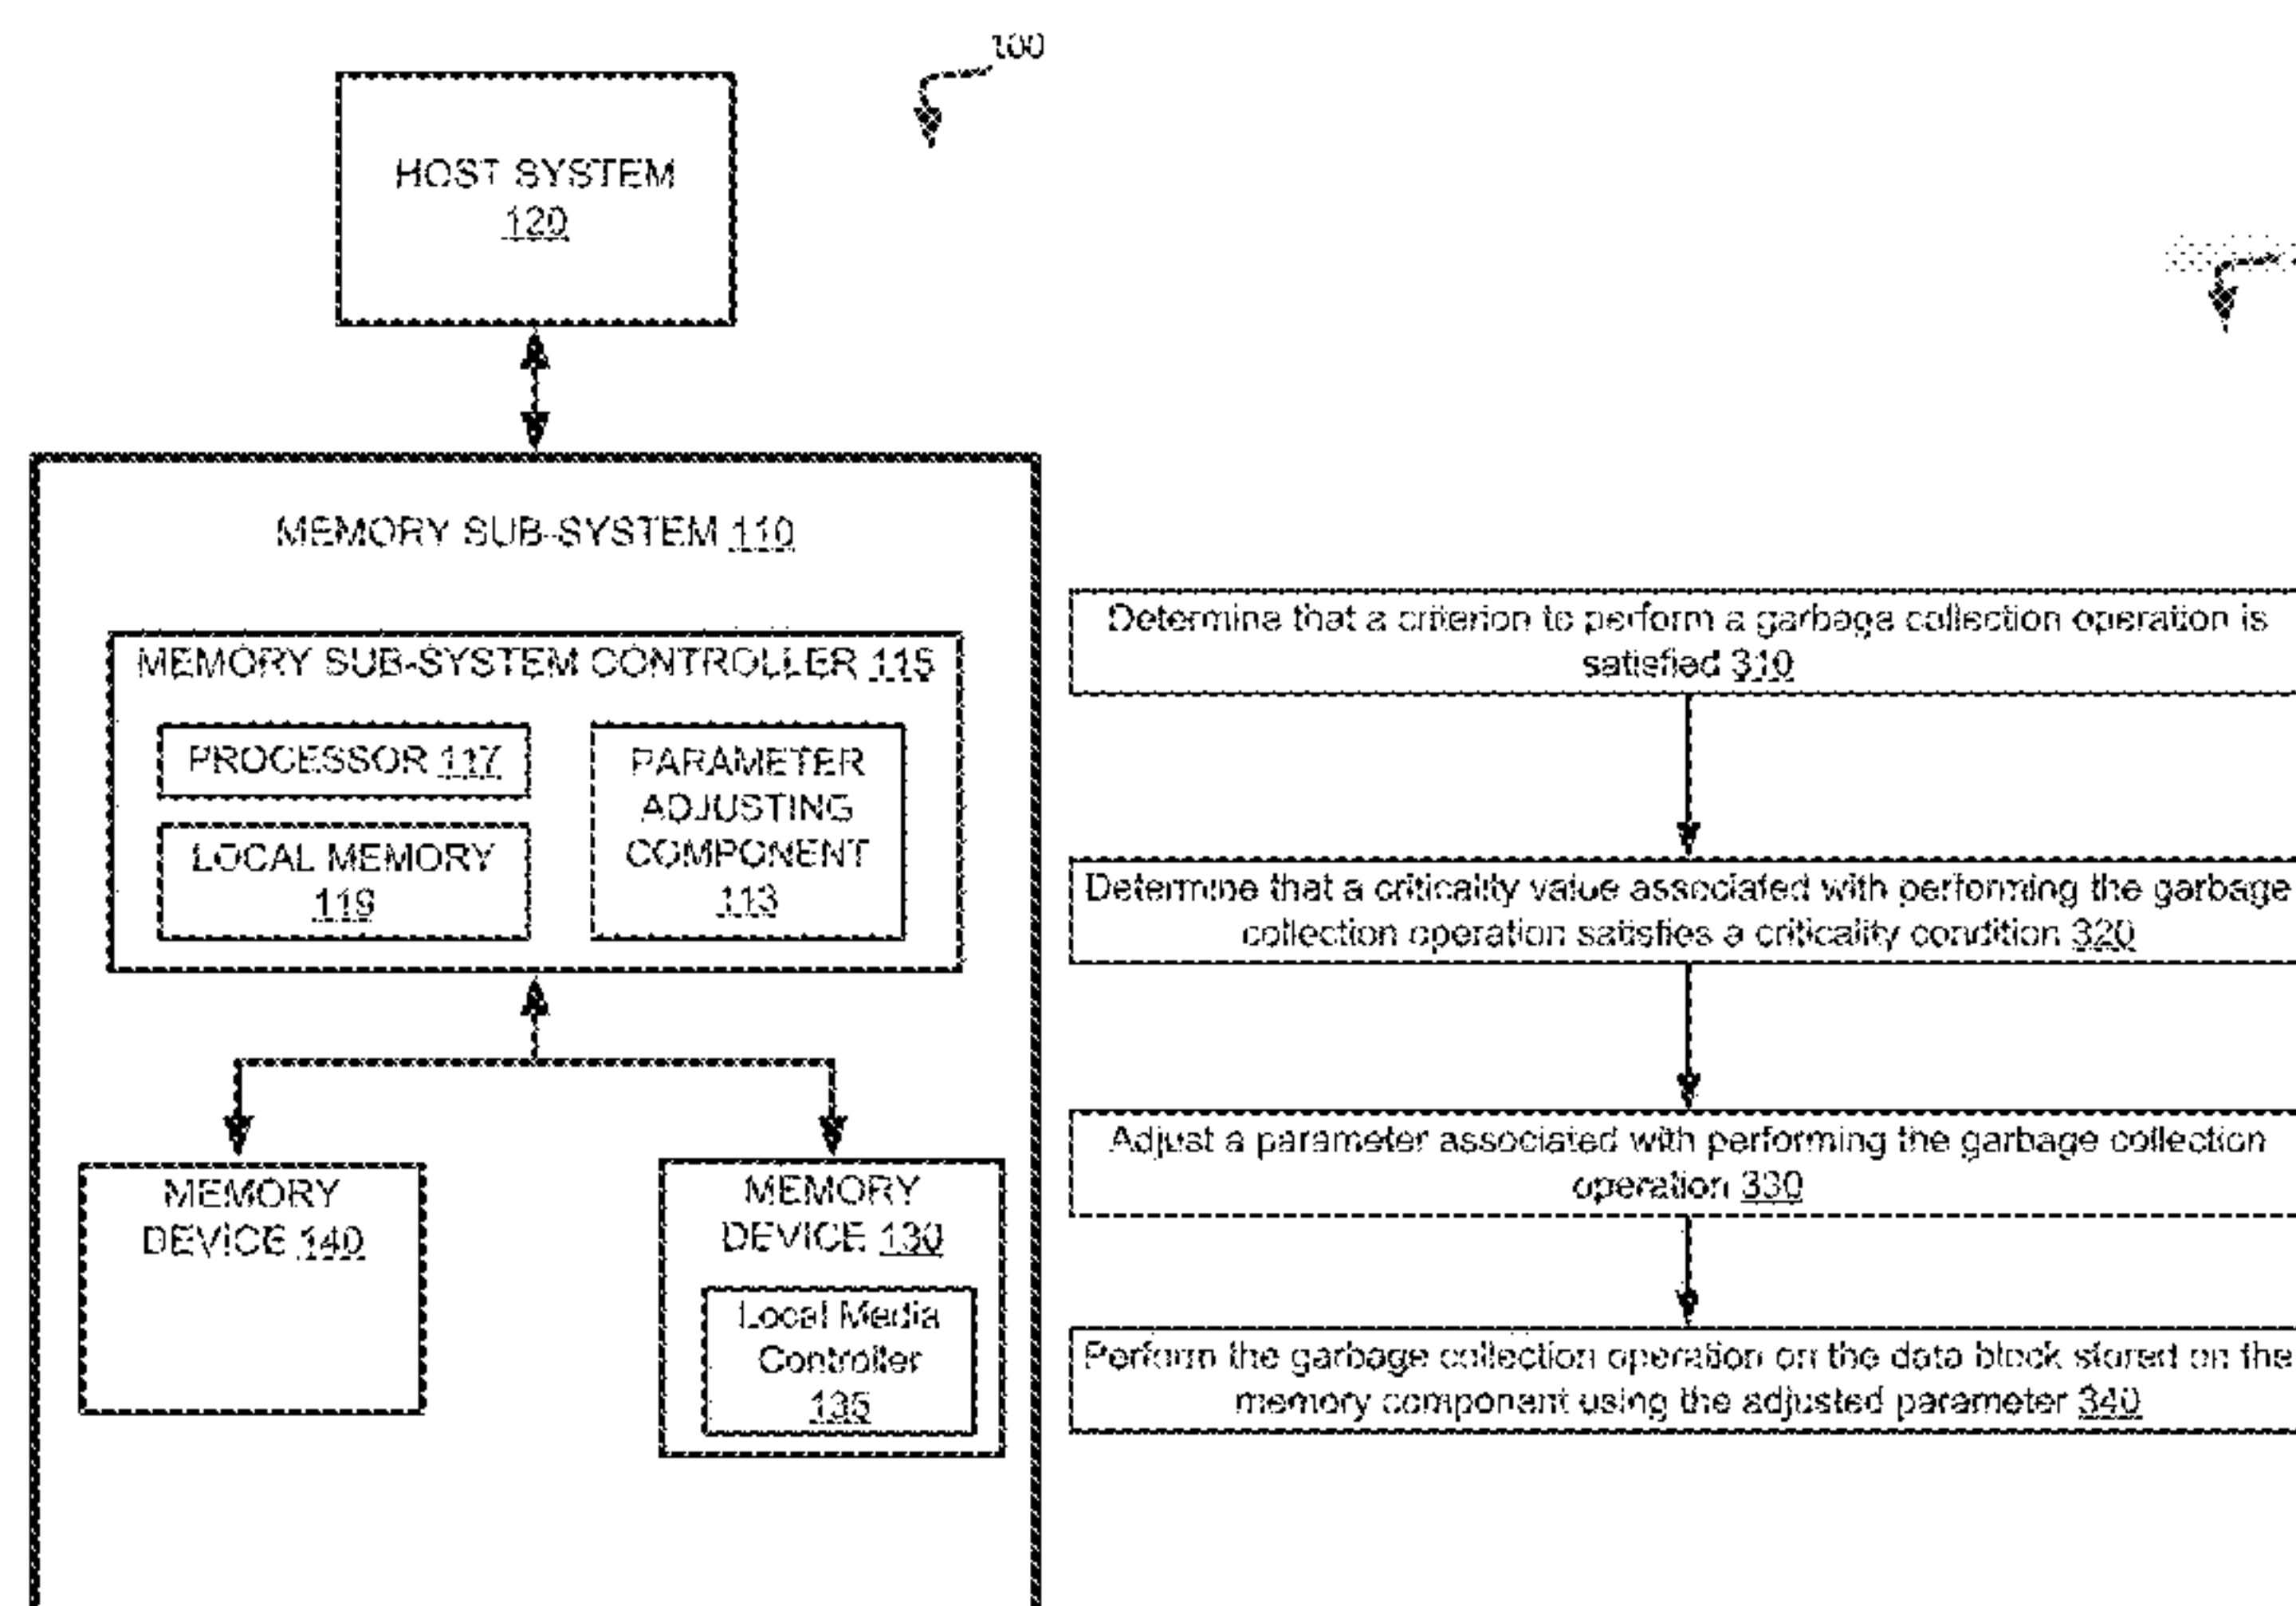 100
HOST SYSTEM
120
MEMORY SUB-SYSTEM 110
MEMORY SUB-SYSTEM CONTROLLER 115
PROCESSOR 117
LOCAL MEMORY
119
PARAMETER
ADJUSTING
COMPONENT
113
MEMORY
DEVICE 140
MEMORY
DEVICE 130
Local Media
Controller
135
Determine that a criterion to perform a garbage collection operation is
satisfied 310
Determine that a criticality value associated with performing the garbage
collection operation satisfies a criticality condition 320
Adjust a parameter associated with performing the garbage collection
operation 330
Perform the garbage collection operation on the data block stored on the
memory component using the adjusted parameter 340